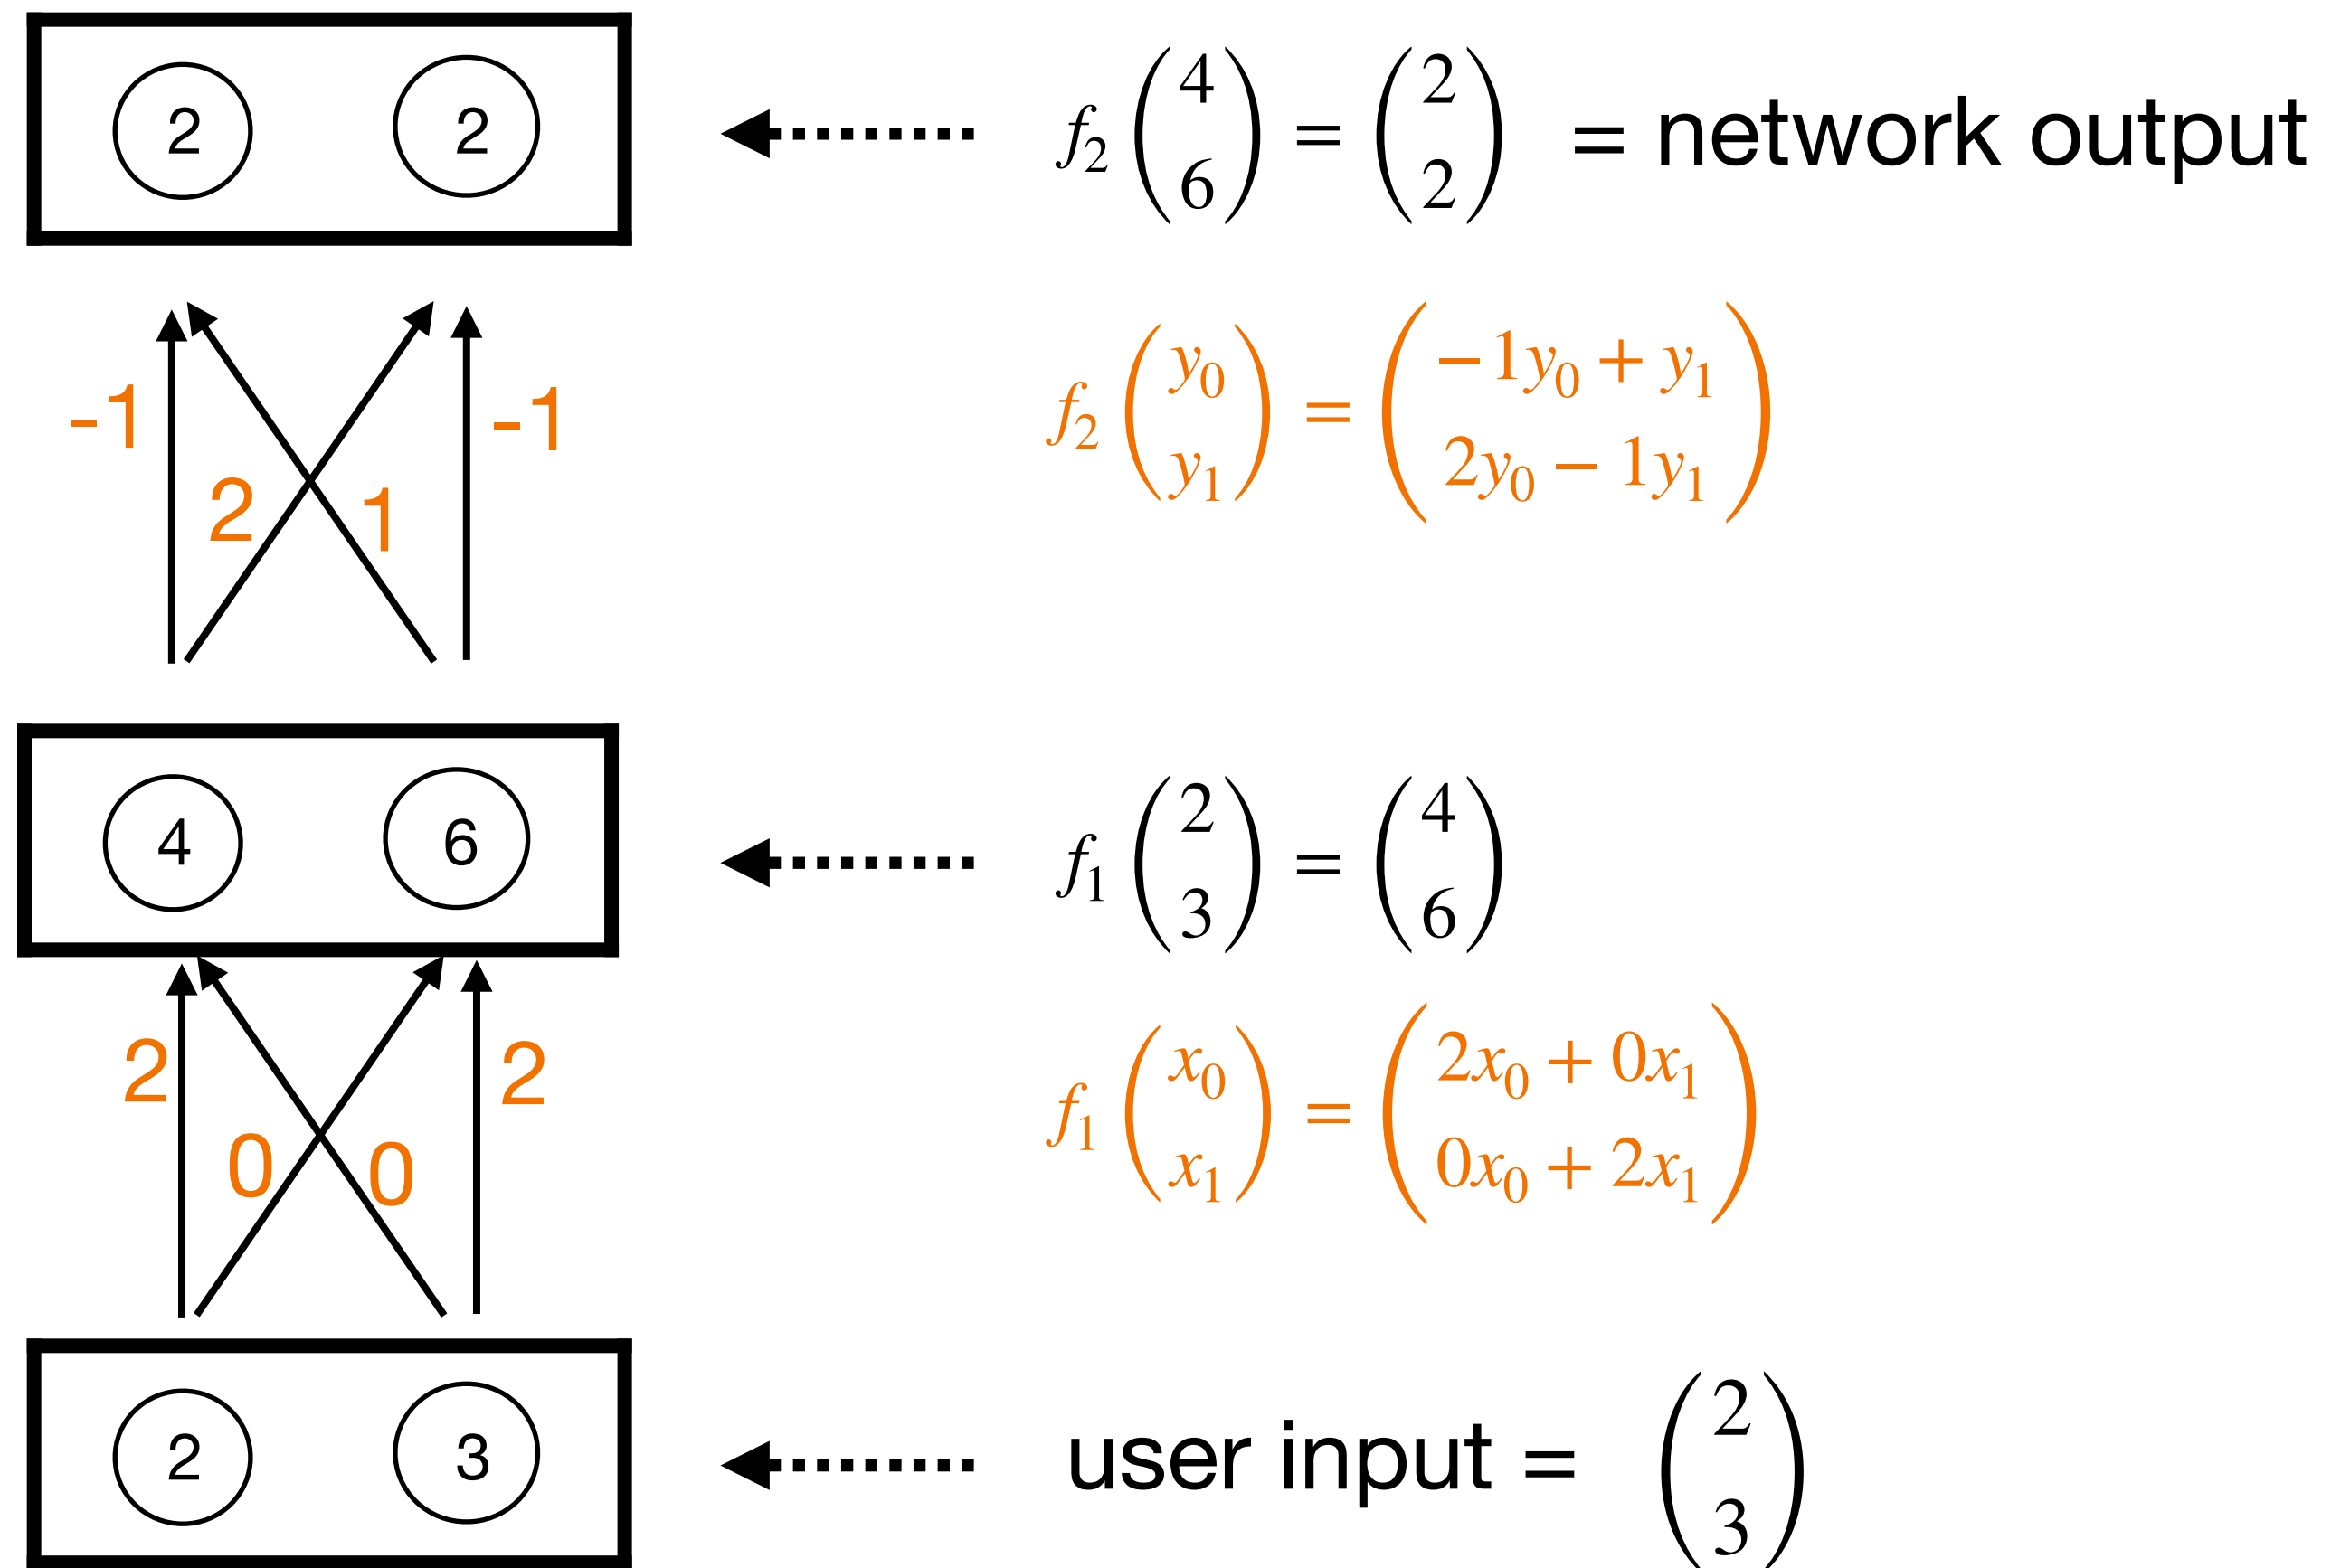 2 2 f2 (4 6) = (2 2) = network output
-1 -1 f2 (y0 y1) = (− 1y0 + y1 2y0 − 1y1)
2 1
4 6 f1 (2 3) = (4 6)
2 2 f1 (x0 x1) = (2x0 + 0x1 0x0 + 2x1)
0 0
2 3 user input = (2 3)